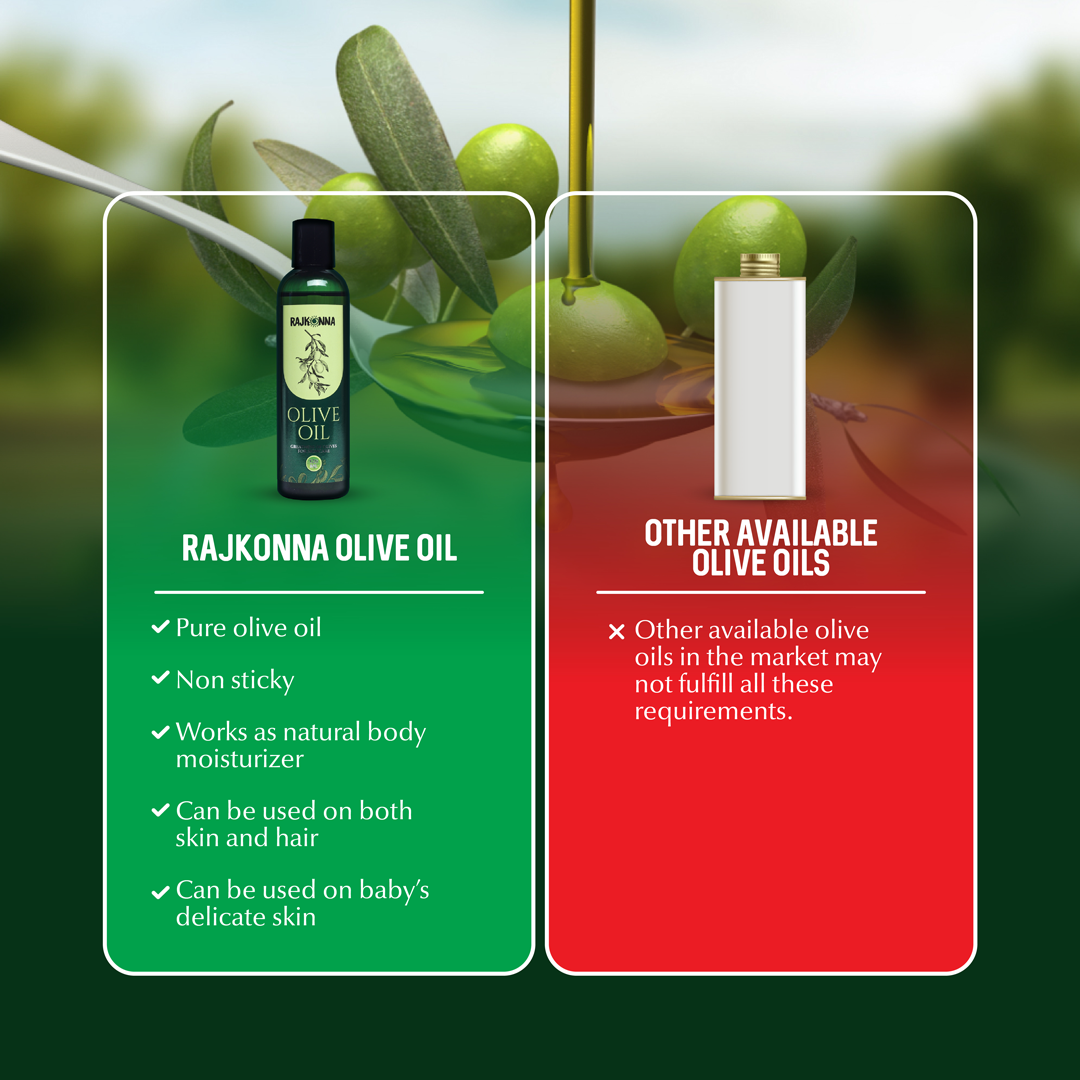 RAJKONNA
OLIVE
OIL
RAJKONNA OLIVE OIL
Pure olive oil
Non sticky
Works as natural body
moisturizer
Can be used on both
skin and hair
Can be used on baby's
delicate skin
OTHER AVAILABLE
OLIVE OILS
Other available olive
oils in the market may
not fulfill all these
requirements.